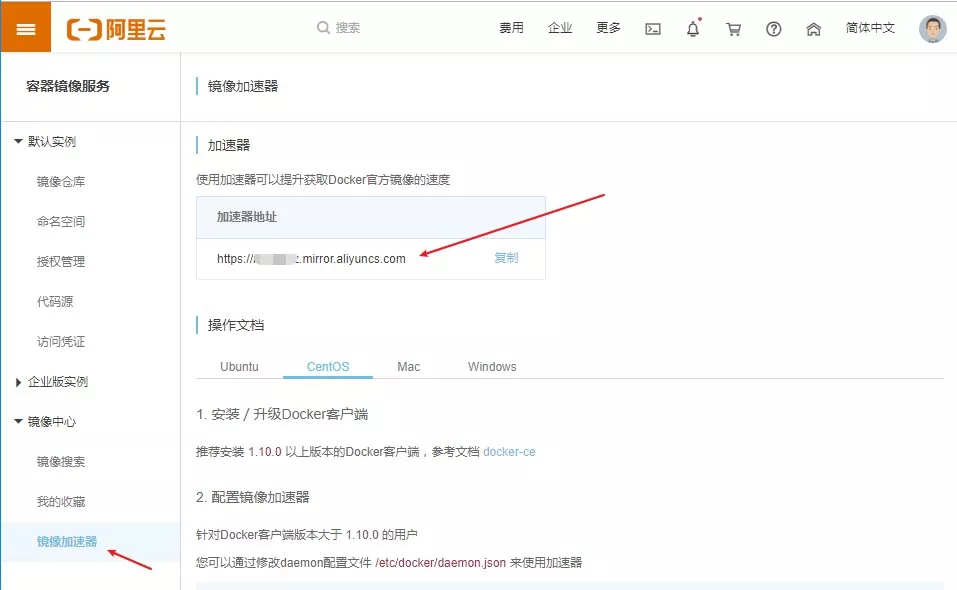 阿里云
搜索
费用 企业 更多 简体中文
容器镜像服务
默认实例
镜像仓库
命名空间
授权管理
代码源
访问凭证
企业版实例
镜像中心
镜像搜索
我的收藏
镜像加速器
镜像加速器
加速器
使用加速器可以提升获取Docker官方镜像的速度
加速器地址
https:// .mirror.aliyuncs.com 复制
操作文档
Ubuntu CentOS Mac Windows
1. 安装 / 升级Docker客户端
推荐安装 1.10.0 以上版本的Docker客户端，参考文档 docker-ce
2. 配置镜像加速器
针对Docker客户端版本大于 1.10.0 的用户
您可以通过修改daemon配置文件 /etc/docker/daemon.json 来使用加速器